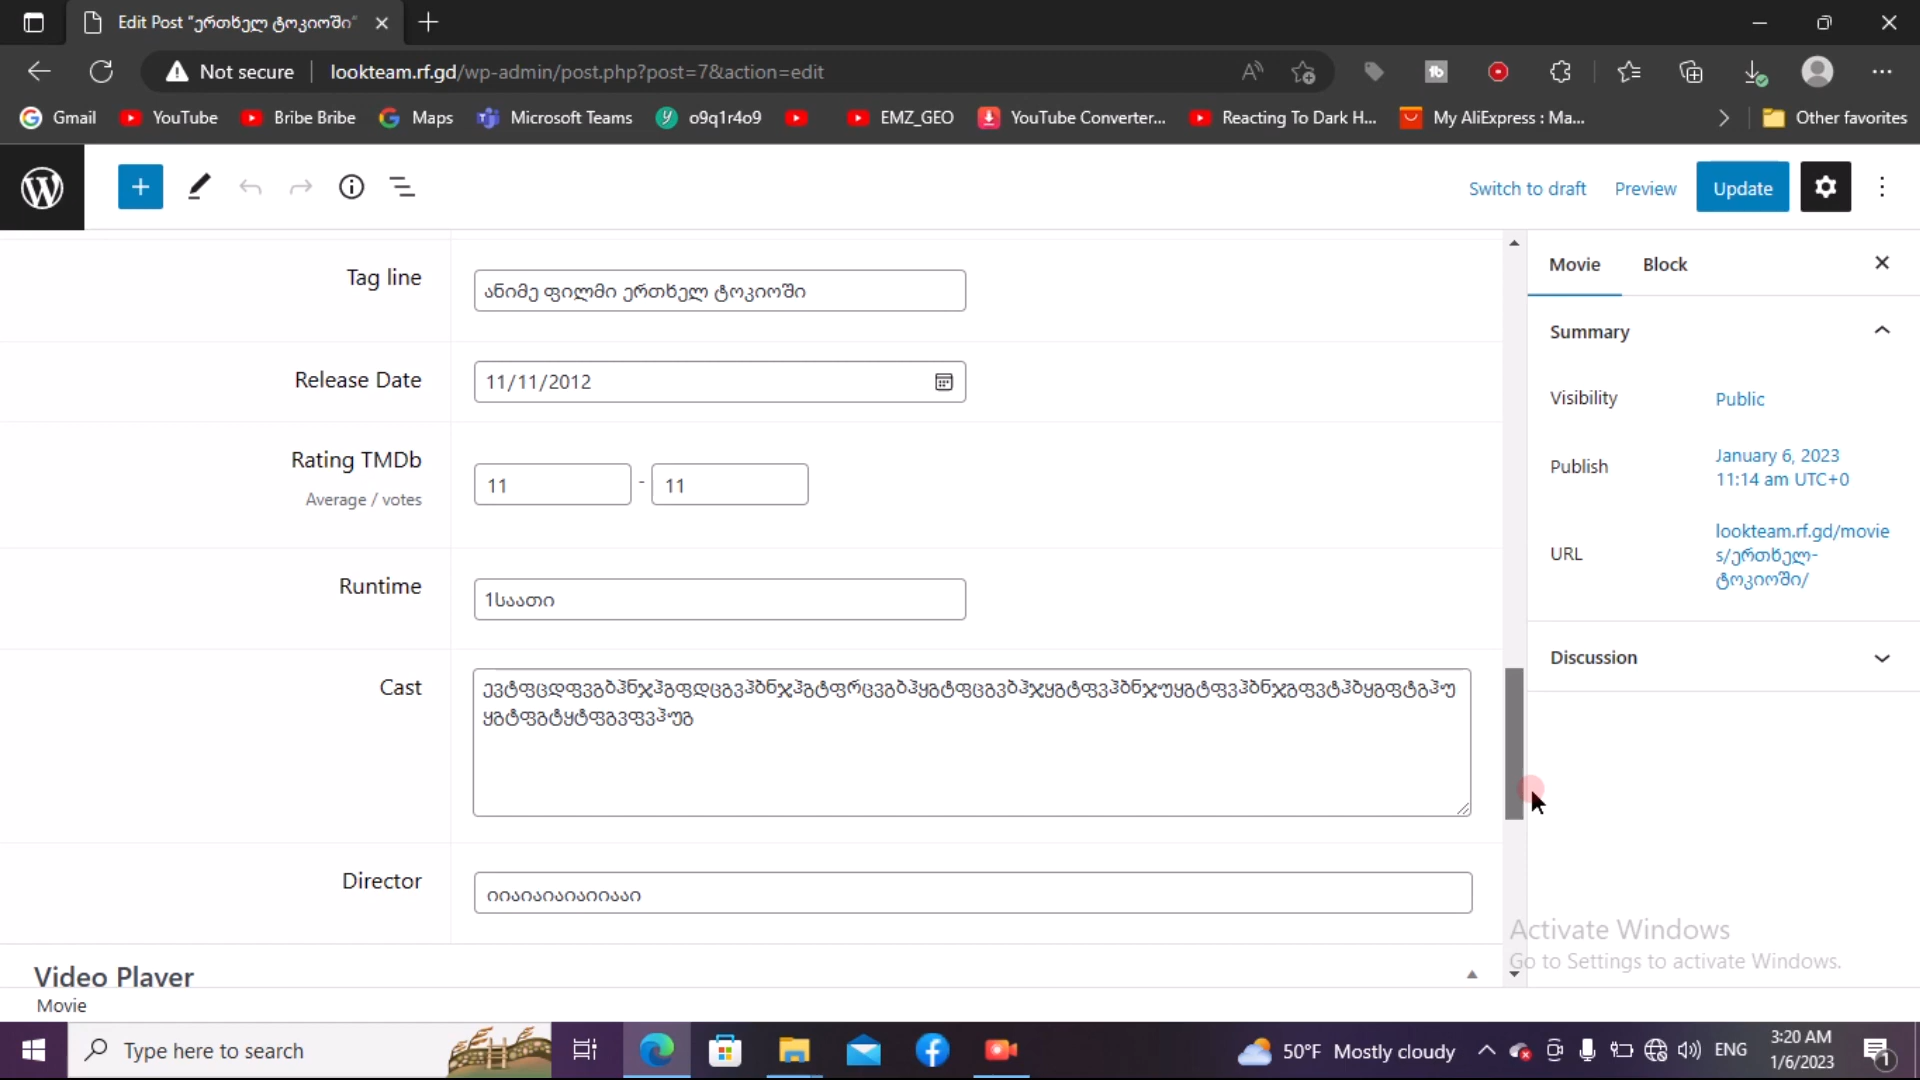 Edit Post “ერთხელ ტოკიოში”
Not secure
lookteam.rf.gd/wp-admin/post.php?post=7&action=edit
Gmail
YouTube
Bribe Bribe
Maps
Microsoft Teams
o9q1r4o9
EMZ_GEO
YouTube Converter...
Reacting To Dark H...
My AliExpress : Ma...
Other favorites
Switch to draft
Preview
Update
Tag line
ანიმე ფილმი ერთხელ ტოკიოში
Release Date
11/11/2012
Rating TMDb
Average / votes
11 - 11
Runtime
1საათი
Cast
Director
Video Player
Movie
Movie
Block
Summary
Visibility
Public
Publish
January 6, 2023
11:14 am UTC+0
URL
lookteam.rf.gd/movie
s/ერთხელ-
ტოკიოში/
Discussion
Activate Windows
Go to Settings to activate Windows.
Type here to search
50°F Mostly cloudy
ENG
3:20 AM
1/6/2023
1